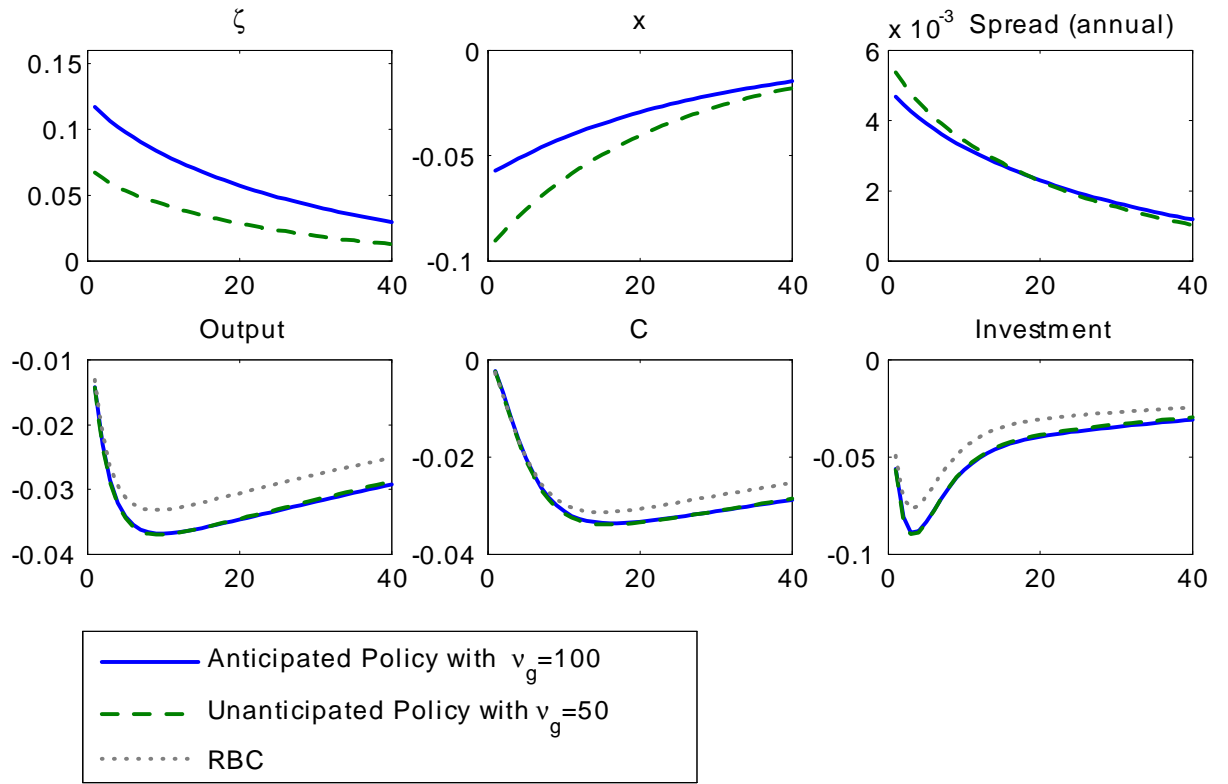 ζ
0.15
0.1
0.05
0
0 20 40
x
0
-0.05
-0.1
0 20 40
x 10^-3 Spread (annual)
6
4
2
0
0 20 40
Output
-0.01
-0.02
-0.03
-0.04
0 20 40
C
0
-0.02
-0.04
0 20 40
Investment
0
-0.05
-0.1
0 20 40
Anticipated Policy with ν_g=100
Unanticipated Policy with ν_g=50
RBC